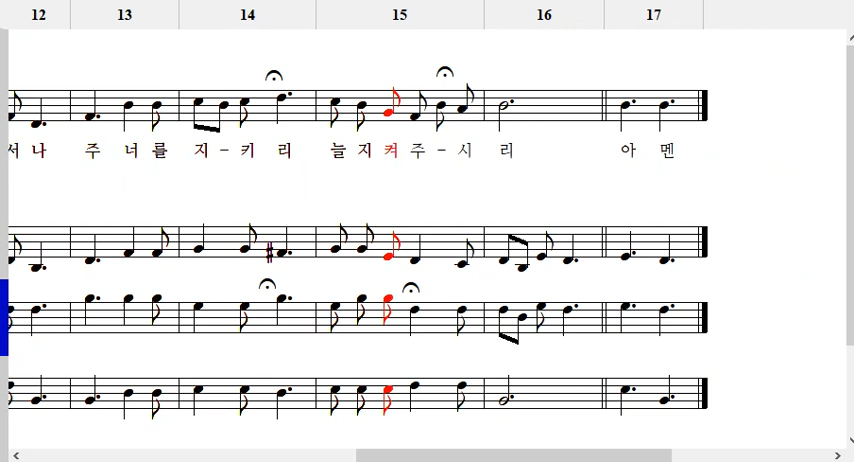 12 13 14 15 16 17
서 나 주 너 를 지 - 키 리 늘 지 켜 주 - 시 리 아 멘